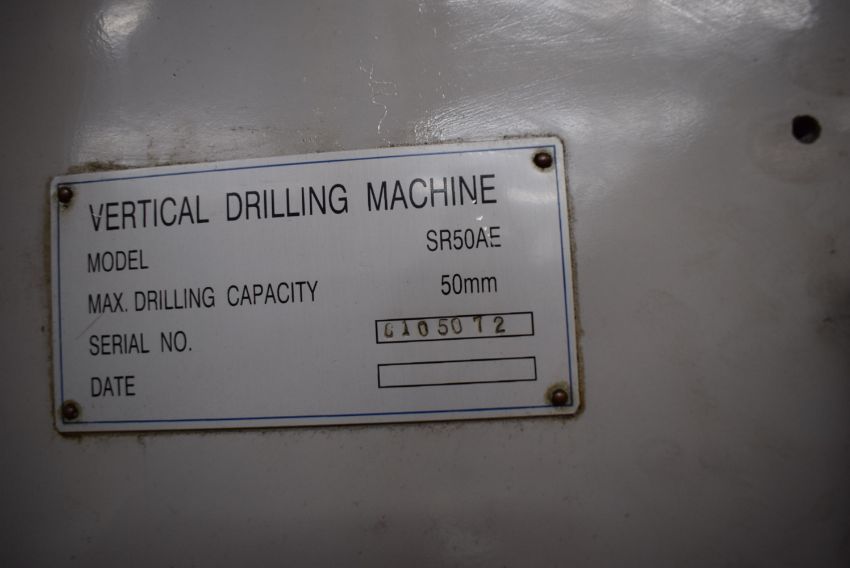 VERTICAL DRILLING MACHINE
MODEL SR50AE
MAX. DRILLING CAPACITY 50mm
SERIAL NO.
DATE